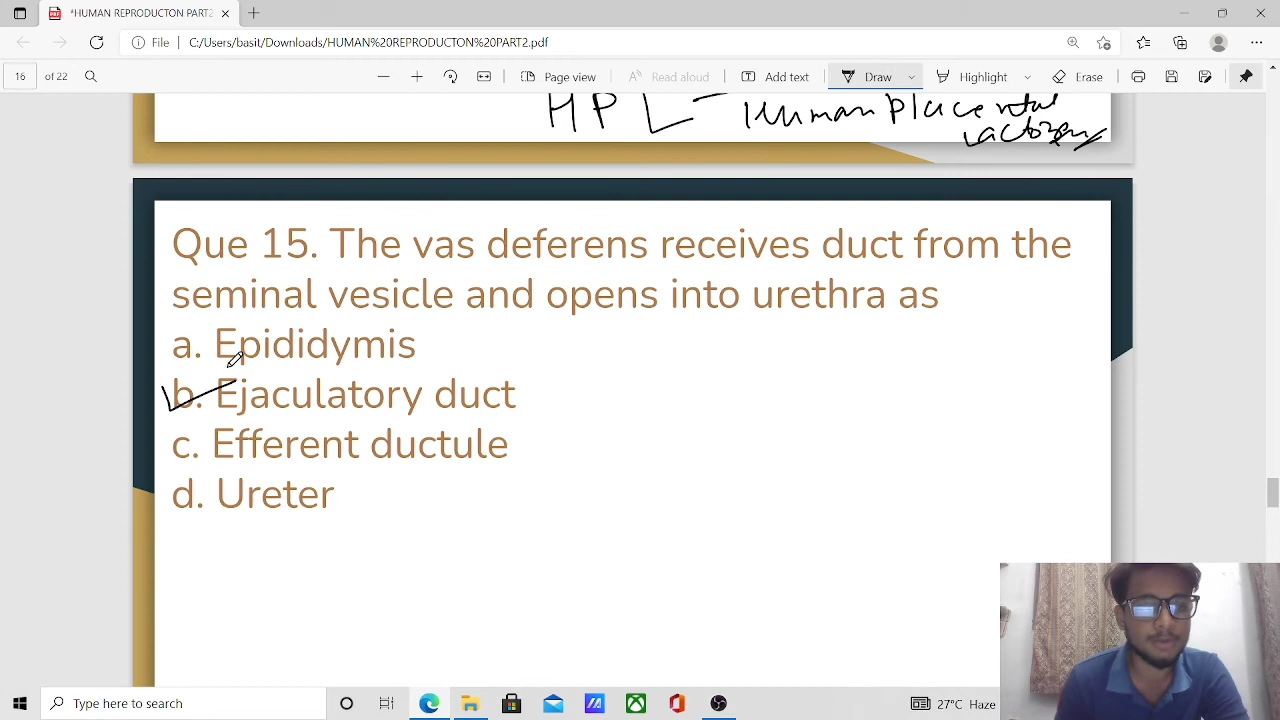 *HUMAN REPRODUCTON PART2
File
C:/Users/basit/Downloads/HUMAN%20REPRODUCTON%20PART2.pdf
16 of 22
Page view
Read aloud
Add text
Draw
Highlight
Erase
HPL - Human Placental
Lactogen
Que 15. The vas deferens receives duct from the
seminal vesicle and opens into urethra as
a. Epididymis
b. Ejaculatory duct
c. Efferent ductule
d. Ureter
Type here to search
27°C Haze